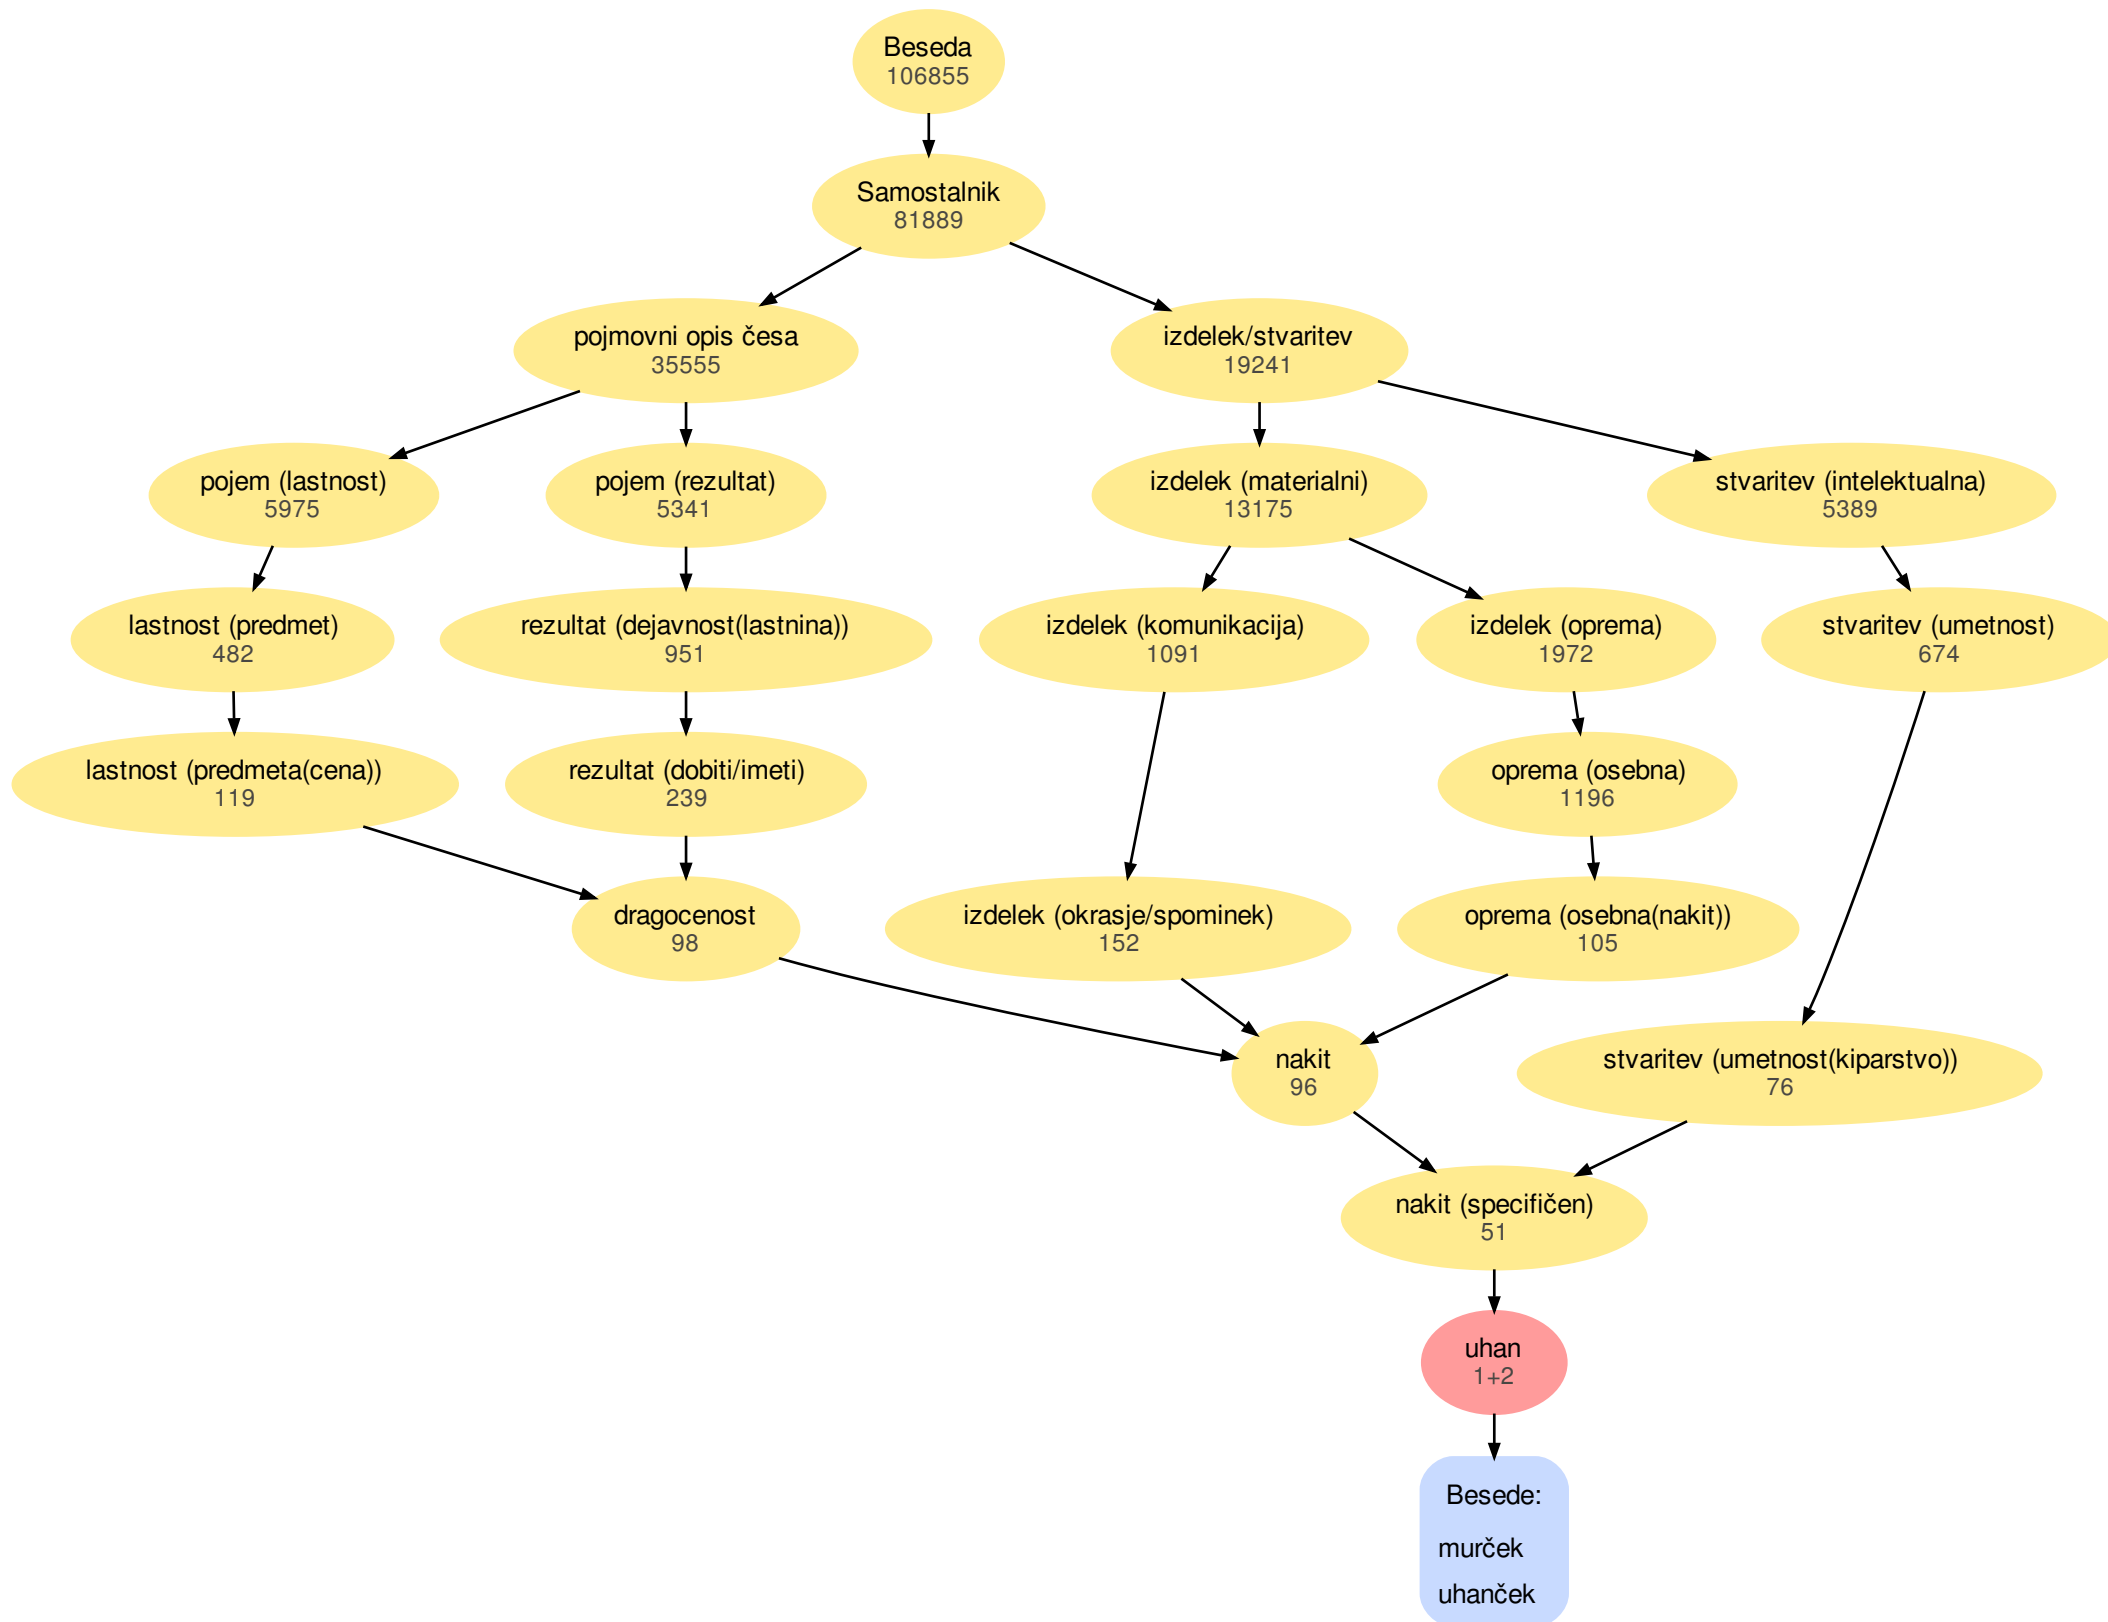 Beseda
106855
Samostalnik
81889
pojmovni opis česa
35555
izdelek/stvaritev
19241
pojem (lastnost)
5975
pojem (rezultat)
5341
izdelek (materialni)
13175
stvaritev (intelektualna)
5389
lastnost (predmet)
482
rezultat (dejavnost(lastnina))
951
izdelek (komunikacija)
1091
izdelek (oprema)
1972
stvaritev (umetnost)
674
lastnost (predmeta(cena))
119
rezultat (dobiti/imeti)
239
oprema (osebna)
1196
dragocenost
98
izdelek (okrasje/spominek)
152
oprema (osebna(nakit))
105
nakit
96
stvaritev (umetnost(kiparstvo))
76
nakit (specifičen)
51
uhan
1+2
Besede:
murček
uhanček